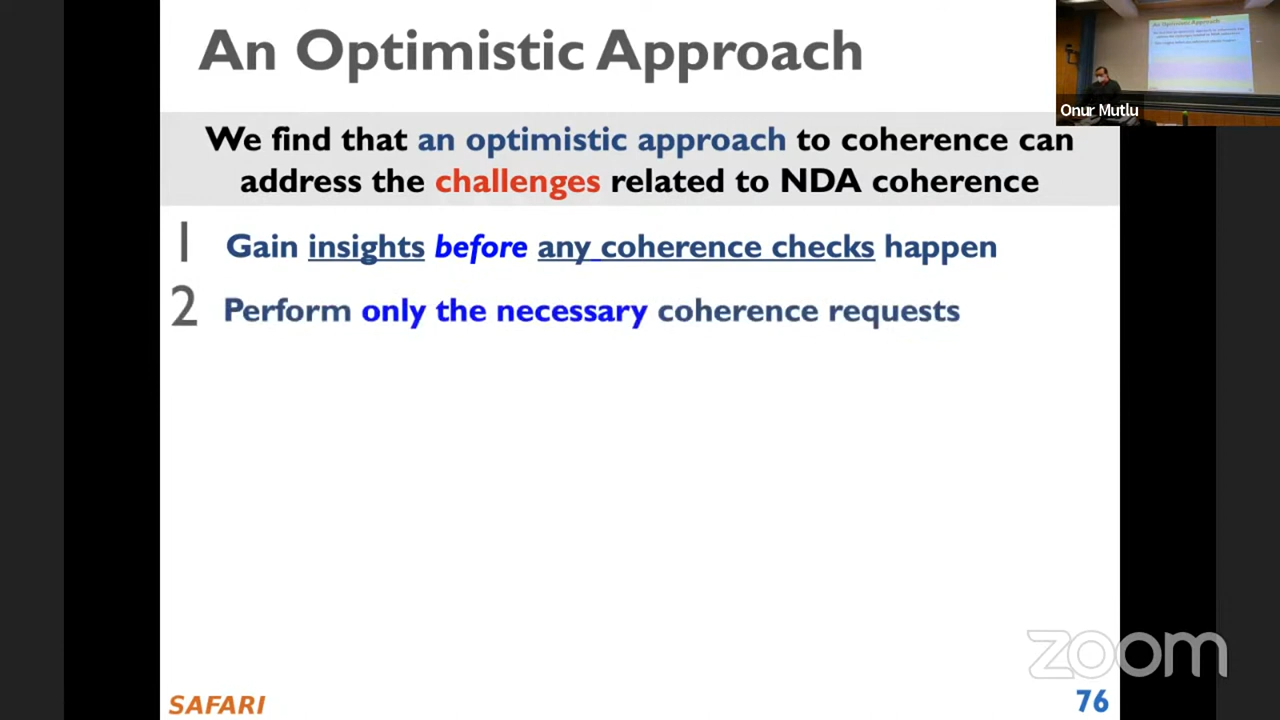 An Optimistic Approach
Onur Mutlu
We find that an optimistic approach to coherence can
address the challenges related to NDA coherence
1 Gain insights before any coherence checks happen
2 Perform only the necessary coherence requests
zoom
SAFARI
76